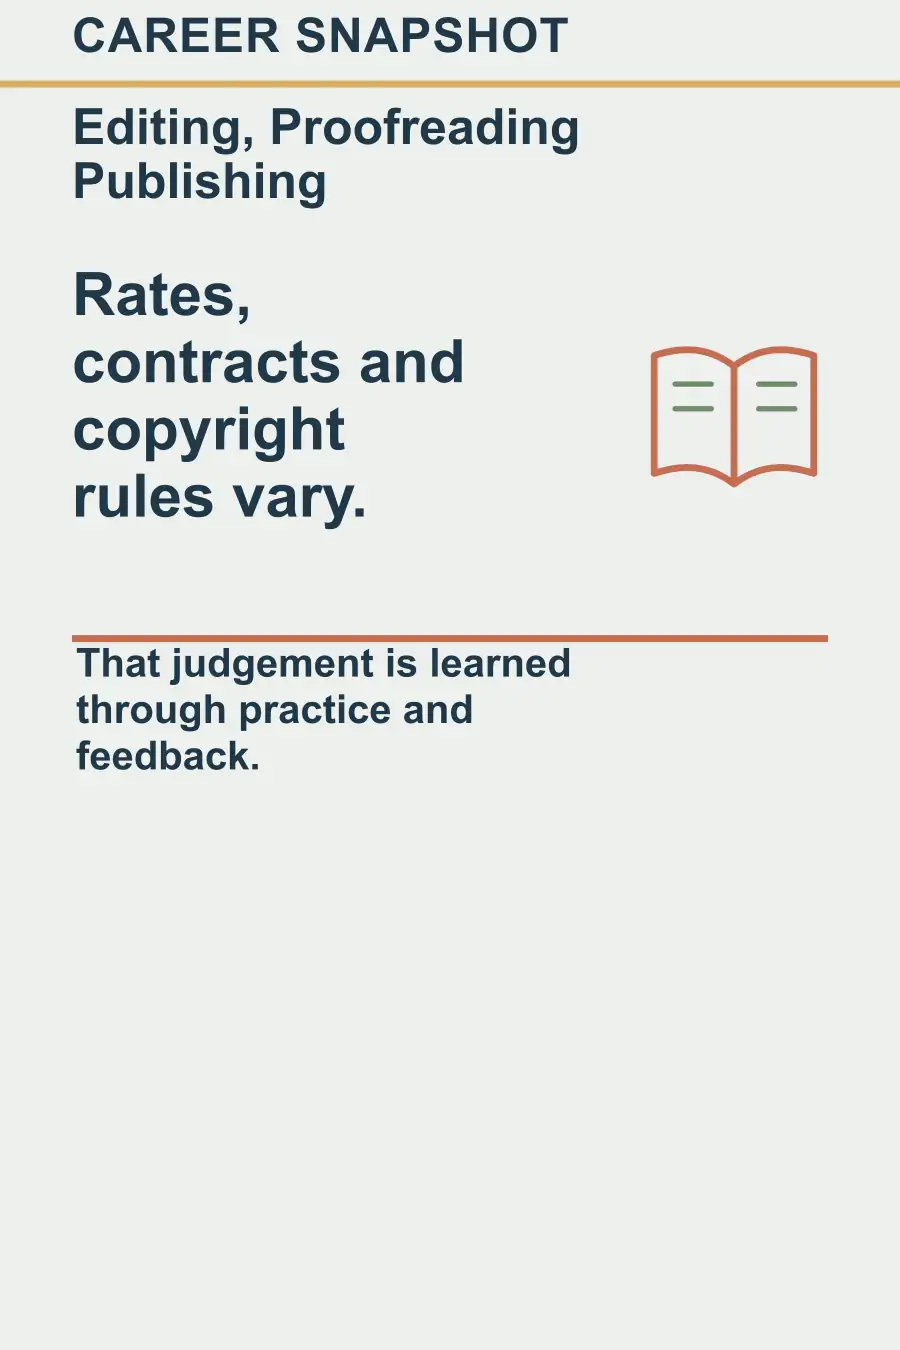 CAREER SNAPSHOT
Editing, Proofreading
Publishing
Rates,
contracts and
copyright
rules vary.
That judgement is learned
through practice and
feedback.